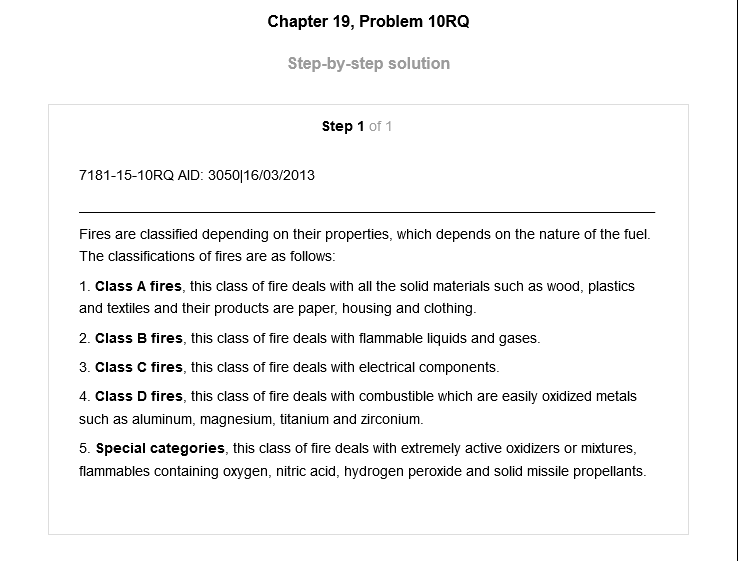 Chapter 19, Problem 10RQ
Step-by-step solution
Step 1 of 1
7181-15-10RQ AID: 3050|16/03/2013
Fires are classified depending on their properties, which depends on the nature of the fuel.
The classifications of fires are as follows:
1. Class A fires, this class of fire deals with all the solid materials such as wood, plastics
and textiles and their products are paper, housing and clothing.
2. Class B fires, this class of fire deals with flammable liquids and gases.
3. Class C fires, this class of fire deals with electrical components.
4. Class D fires, this class of fire deals with combustible which are easily oxidized metals
such as aluminum, magnesium, titanium and zirconium.
5. Special categories, this class of fire deals with extremely active oxidizers or mixtures,
flammables containing oxygen, nitric acid, hydrogen peroxide and solid missile propellants.